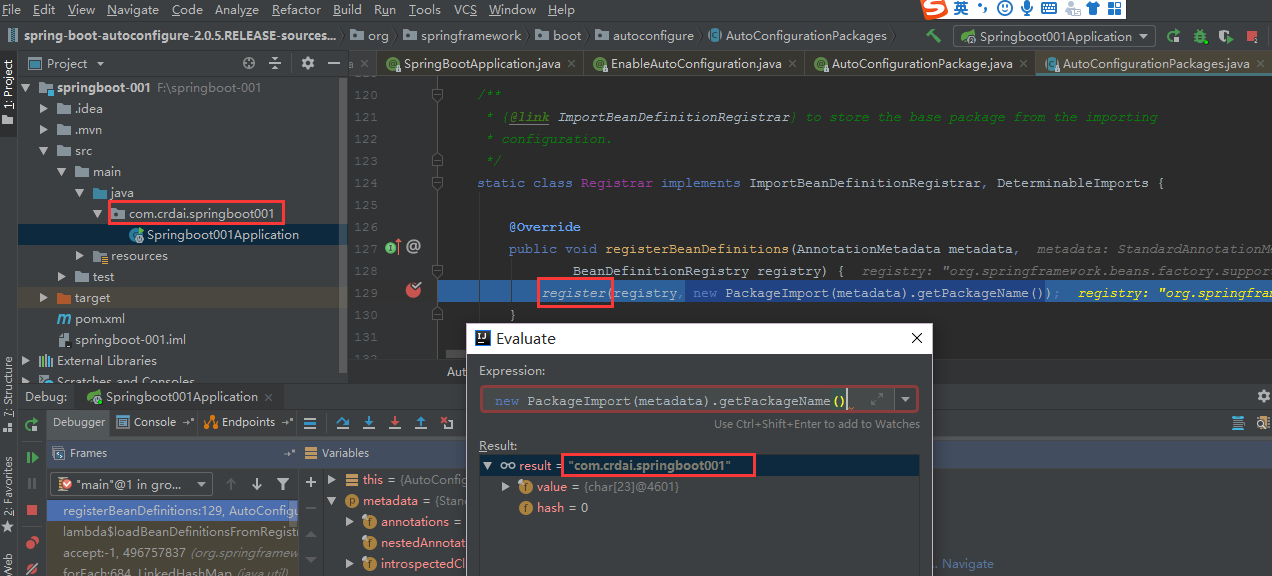 File Edit View Navigate Code Analyze Refactor Build Run Tools VCS Window Help
英
spring-boot-autoconfigure-2.0.5.RELEASE-sources... org springframework boot autoconfigure AutoConfigurationPackages Springboot001Application
Project
SpringBootApplication.java EnableAutoConfiguration.java AutoConfigurationPackage.java AutoConfigurationPackages.java
1: Project
springboot-001 F:\springboot-001
.idea
.mvn
src
main
java
com.crdai.springboot001
Springboot001Application
resources
test
target
pom.xml
springboot-001.iml
External Libraries
Scratches and Consoles
120 /**
121 * {@link ImportBeanDefinitionRegistrar} to store the base package from the importing
122 * configuration.
123 */
124 static class Registrar implements ImportBeanDefinitionRegistrar, DeterminableImports {
125
126 @Override
127 public void registerBeanDefinitions(AnnotationMetadata metadata, metadata: StandardAnnotationMe
128 BeanDefinitionRegistry registry) { registry: "org.springframework.beans.factory.suppor
129 register(registry, new PackageImport(metadata).getPackageName()); registry: "org.springfram
130 }
131
132
Aut
Evaluate
Expression:
new PackageImport(metadata).getPackageName()
Use Ctrl+Shift+Enter to add to Watches
Result:
result = "com.crdai.springboot001"
value = {char[23]@4601}
hash = 0
7: Structure
2: Favorites
Web
Debug: Springboot001Application
Debugger Console Endpoints
Frames
Variables
"main"@1 in gro...
registerBeanDefinitions:129, AutoConfigu
lambda$loadBeanDefinitionsFromRegistr
accept:-1, 496757837 (org.springframew
forEach:684, LinkedHashMap (java.util)
this = {AutoConfig
metadata = {Stand
annotations =
nestedAnnotat
introspectedCl
Navigate